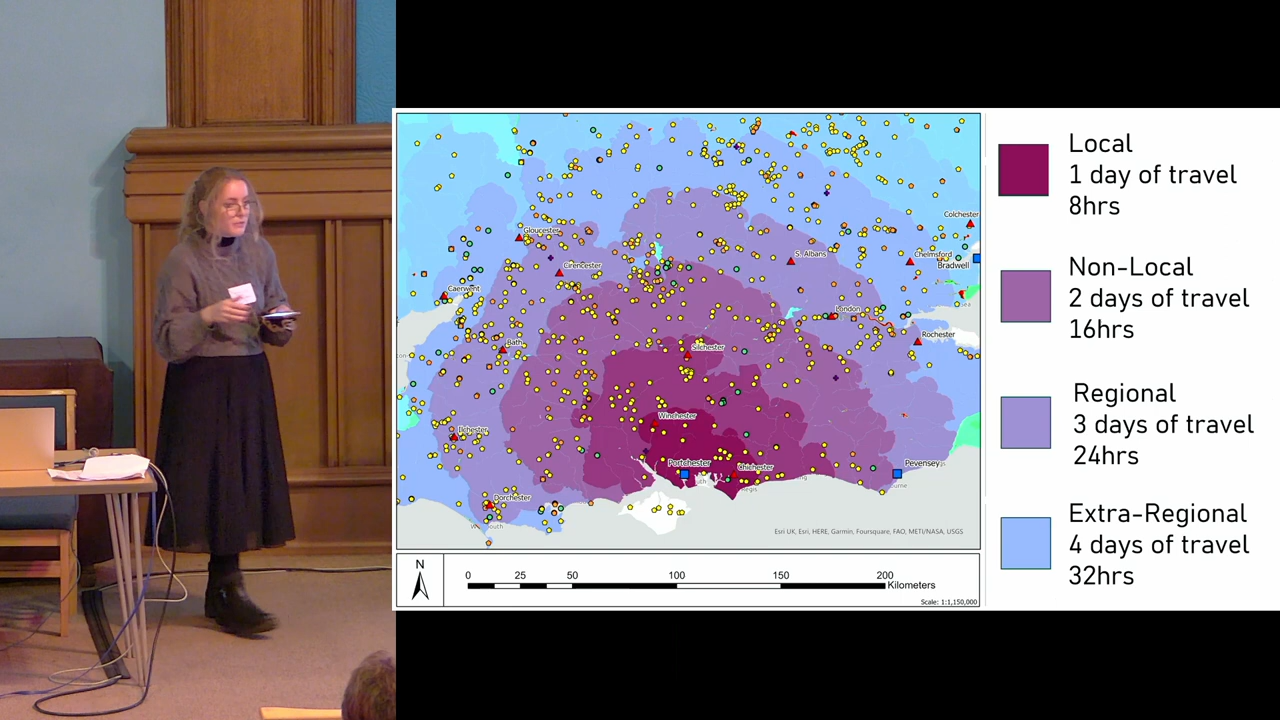 Colchester
Gloucester
S. Albans
Chelmsford
Bradwell
Cirencester
Caerwent
London
Rochester
Bath
Silchester
Winchester
Ilchester
Portchester
Chichester
Pevensey
Dorchester
Esri UK, Esri, HERE, Garmin, Foursquare, FAO, METI/NASA, USGS
N
0 25 50 100 150 200
Kilometers
Scale: 1:1,150,000
Local
1 day of travel
8hrs
Non-Local
2 days of travel
16hrs
Regional
3 days of travel
24hrs
Extra-Regional
4 days of travel
32hrs